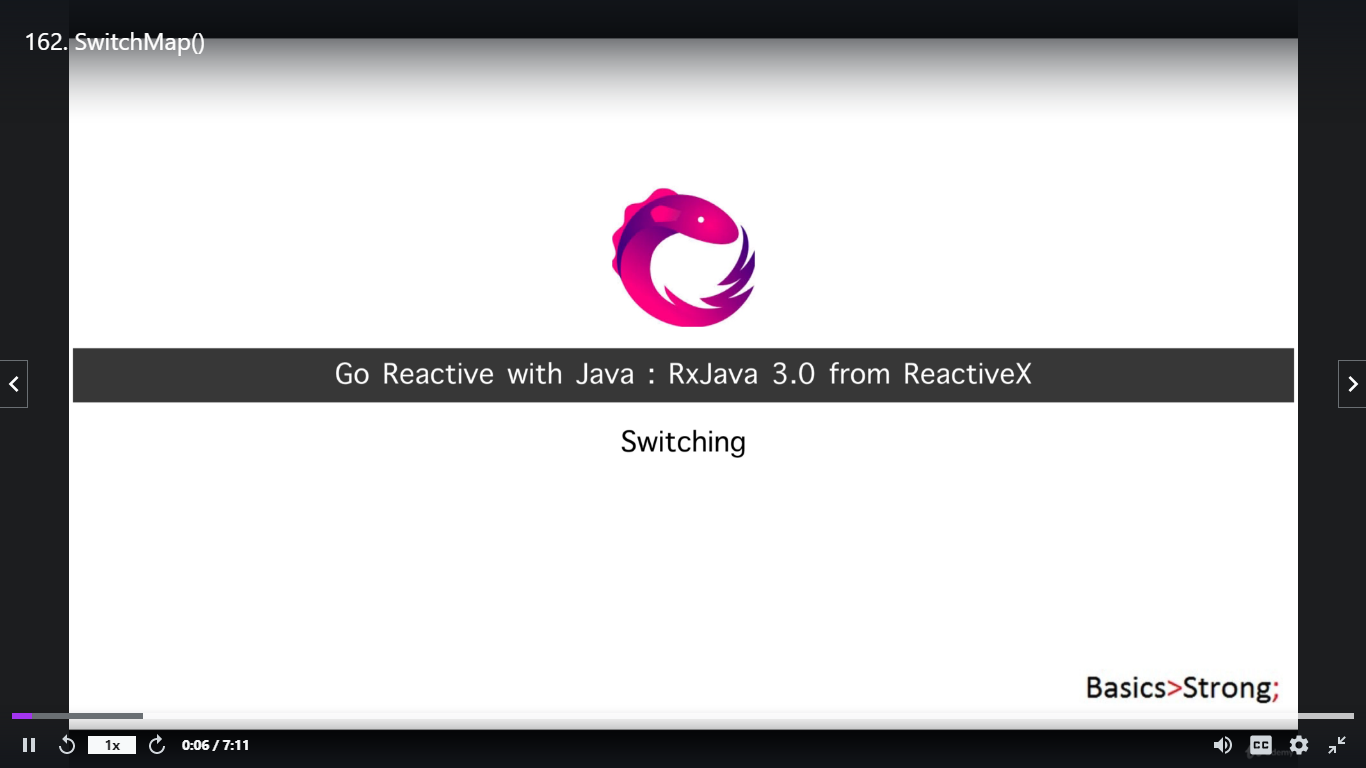 162. SwitchMap()
Go Reactive with Java : RxJava 3.0 from ReactiveX
Switching
Basics>Strong;
1x
0:06 / 7:11
CC